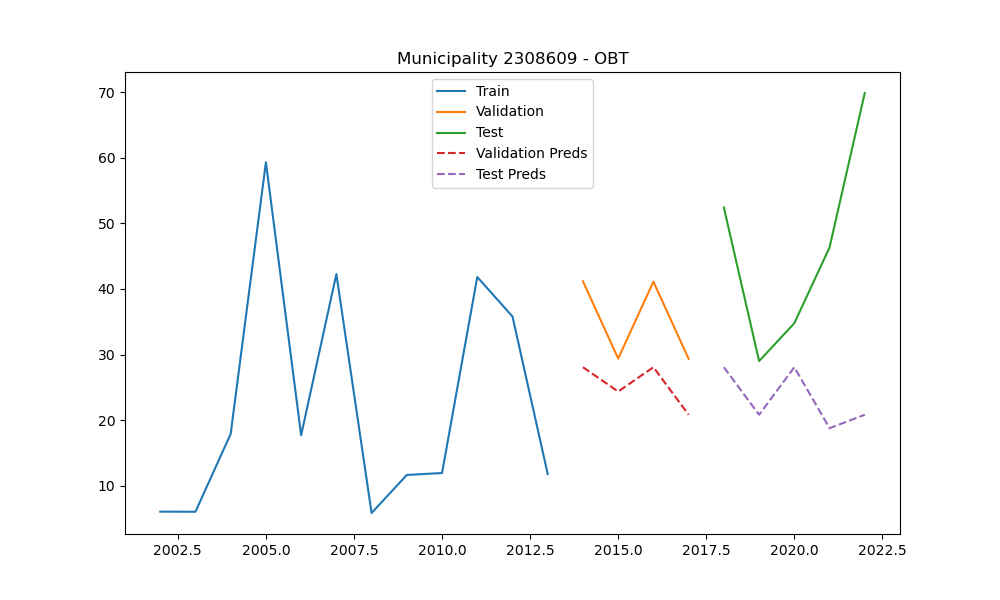 Municipality 2308609 - OBT
Train
Validation
Test
Validation Preds
Test Preds
70
60
50
40
30
20
10
2002.5 2005.0 2007.5 2010.0 2012.5 2015.0 2017.5 2020.0 2022.5